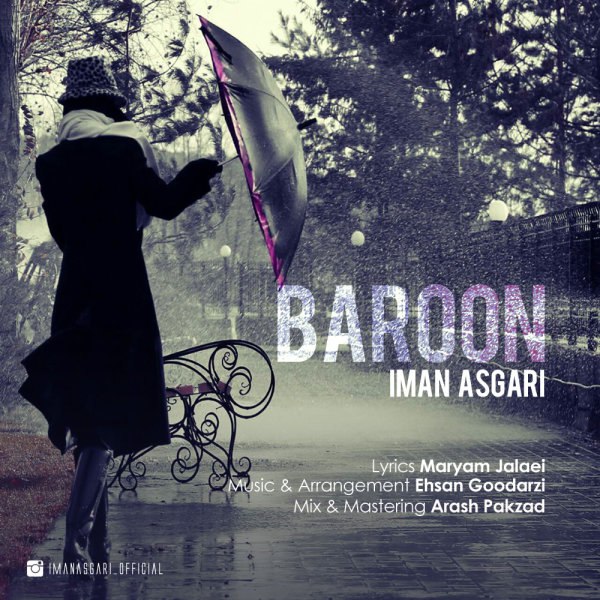 BAROON
IMAN ASGARI
Lyrics Maryam Jalaei
Music & Arrangement Ehsan Goodarzi
Mix & Mastering Arash Pakzad
IMANASGARI_OFFICIAL